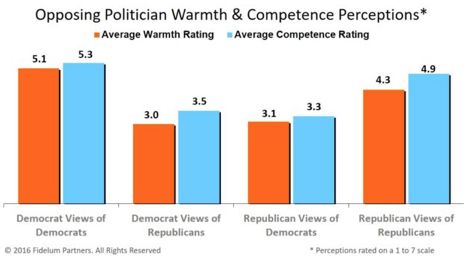 Opposing Politician Warmth & Competence Perceptions*
Average Warmth Rating Average Competence Rating
5.1 5.3 3.0 3.5 3.1 3.3 4.3 4.9
Democrat Views of Democrat Views of Republican Views of Republican Views of
Democrats Republicans Democrats Republicans
© 2016 Fidelum Partners. All Rights Reserved * Perceptions rated on a 1 to 7 scale